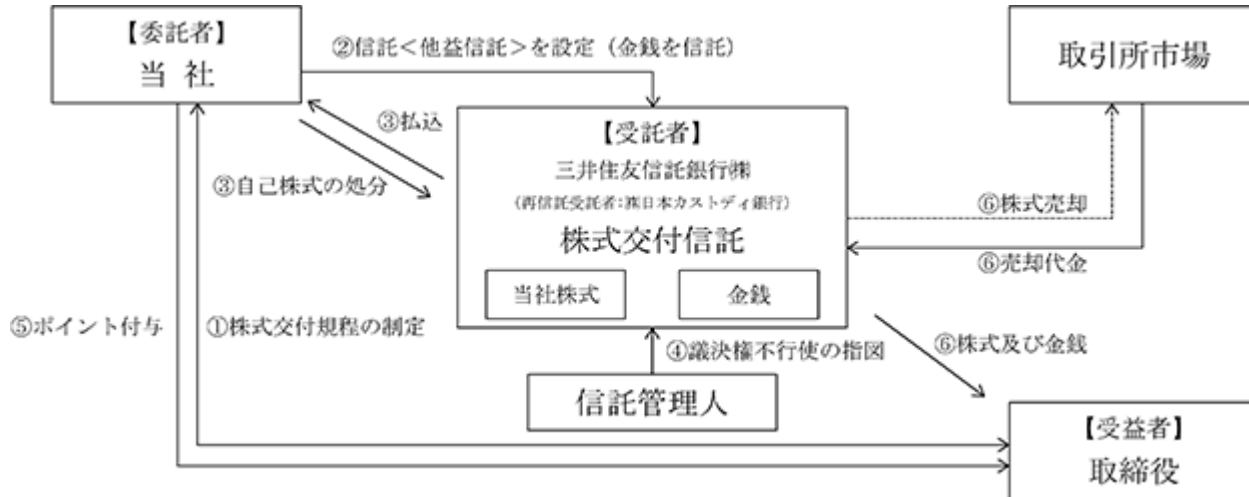 【委託者】
当 社
②信託＜他益信託＞を設定（金銭を信託）
取引所市場
③払込
③自己株式の処分
【受託者】
三井住友信託銀行㈱
（再信託受託者：㈱日本カストディ銀行）
株式交付信託
当社株式
金銭
⑥株式売却
⑥売却代金
⑤ポイント付与
①株式交付規程の制定
④議決権不行使の指図
⑥株式及び金銭
信託管理人
【受益者】
取締役